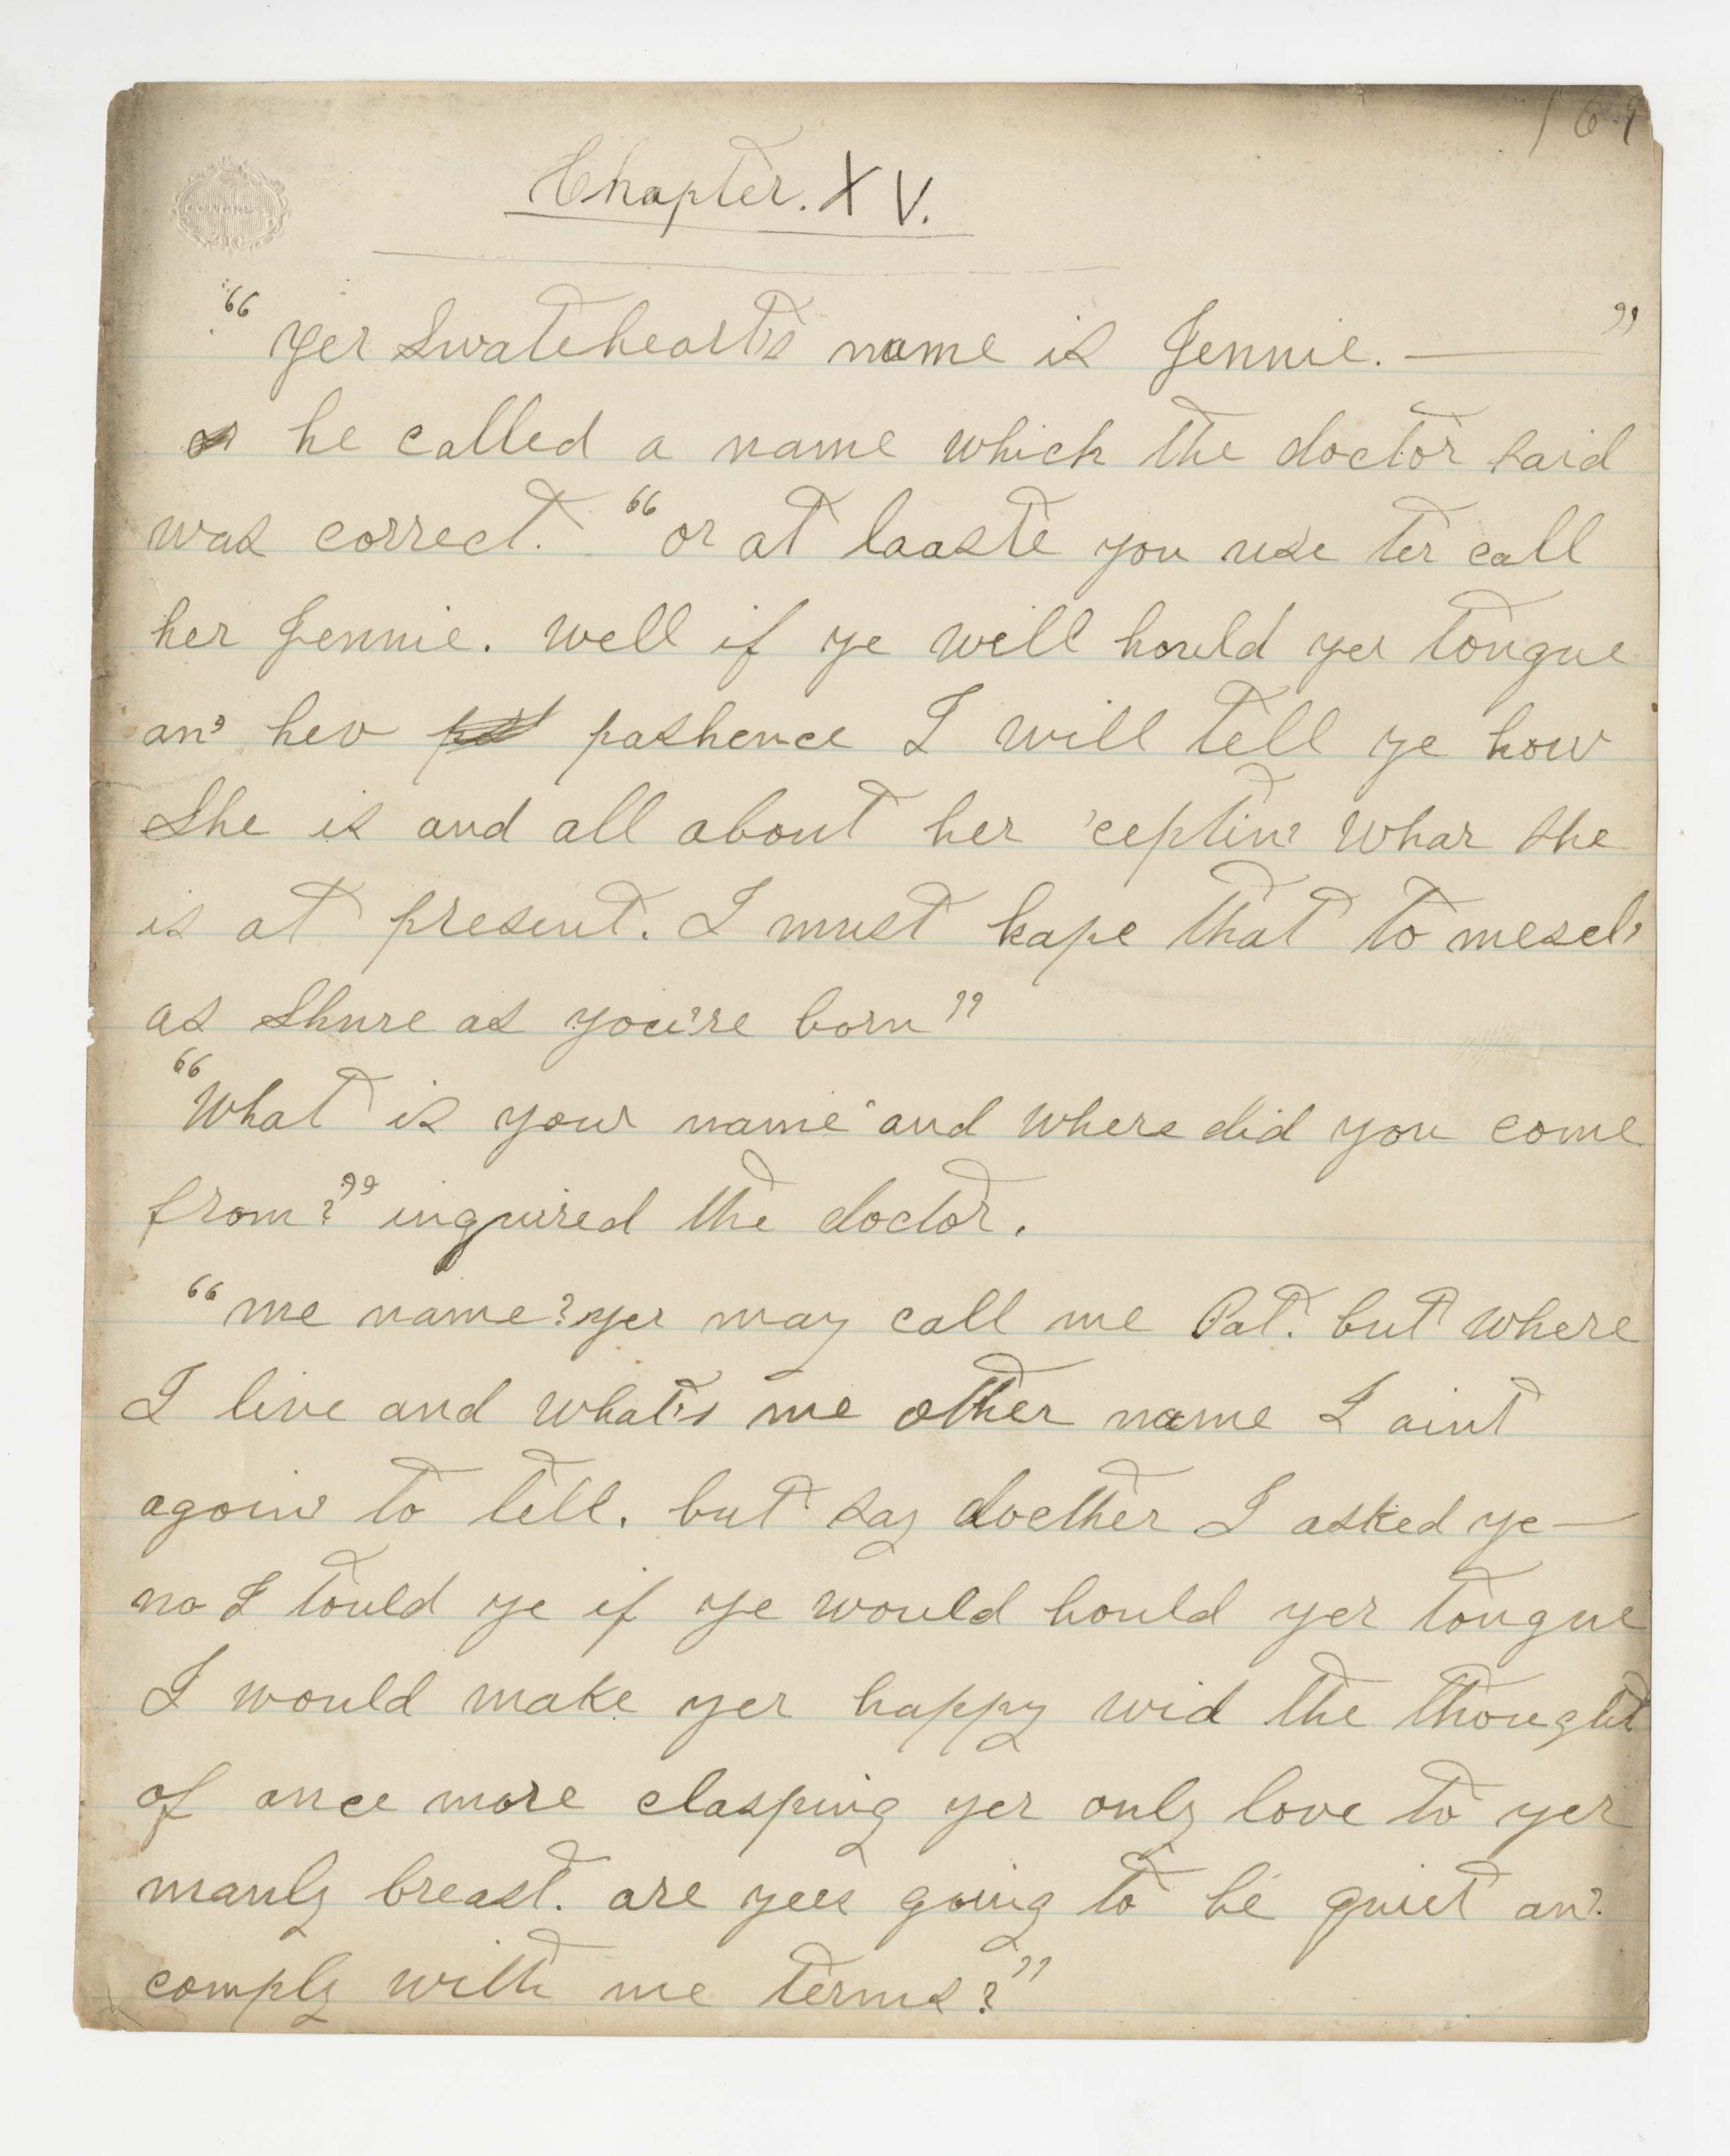 169
Chapter. XV.
"Yer Swatehearts name is Jennie. — "
he called a name which the doctor said
was correct. "or at laaste you use ter call
her Jennie. Well if ye will hould yer tongue
an' hev pashence I will tell ye how
She is and all about her 'ceptin' whar she
is at present. I must kape that to mesel'
as Shure as you're born"
"What is your name and where did you come
from?" inquired the doctor.
"me name? yer may call me Pat. but where
I live and what's me other name I aint
agoin' to tell. but say docther I asked ye —
no I tould ye if ye would hould yer tongue
I would make yer happy wid the thought
of once more clasping yer only love to yer
manly breast. are yees going to be quiet an'
comply with me terms?"